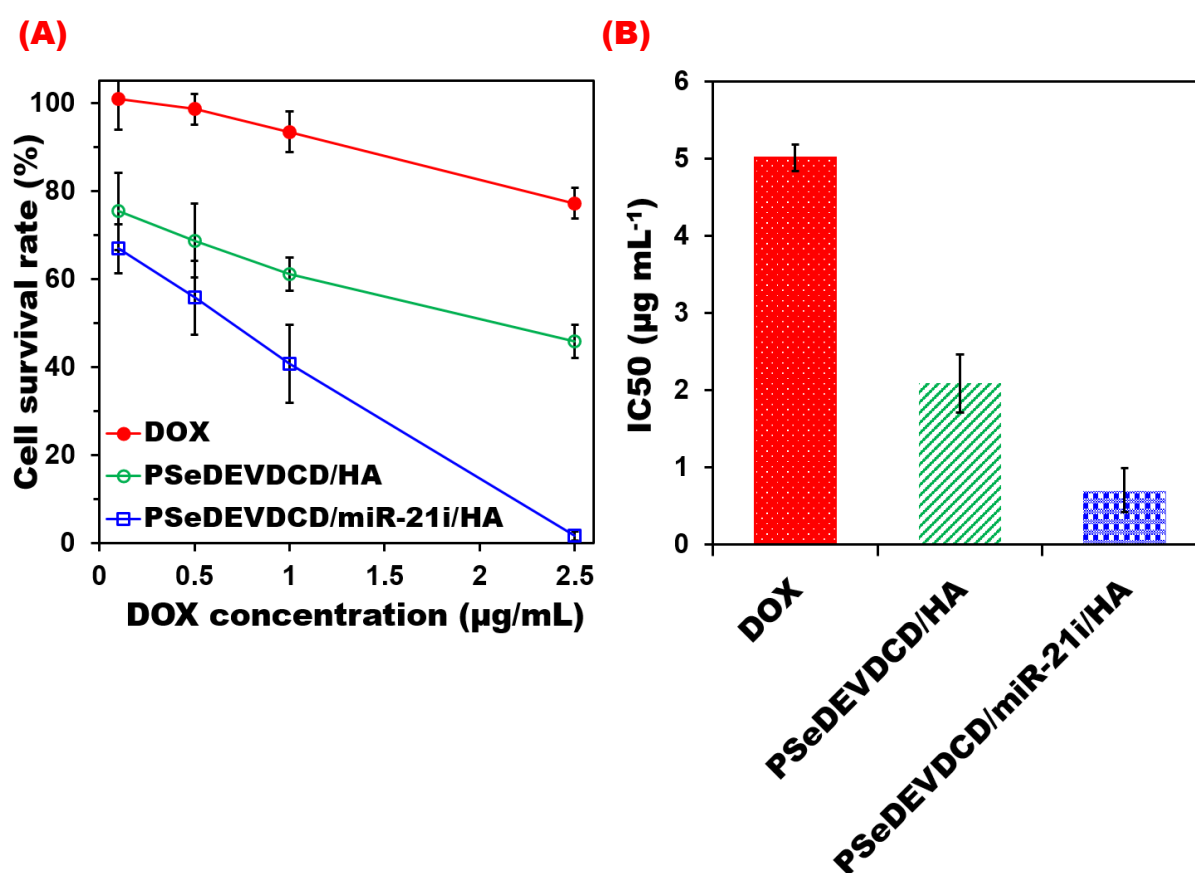 (A)
Cell survival rate (%)
100
80
60
40
20
0
DOX
PSeDEVDCD/HA
PSeDEVDCD/miR-21i/HA
0
0.5
1
1.5
2
2.5
DOX concentration (µg/mL)
(B)
IC50 (µg mL⁻¹)
6
5
4
3
2
1
0
DOX
PSeDEVDCD/HA
PSeDEVDCD/miR-21i/HA